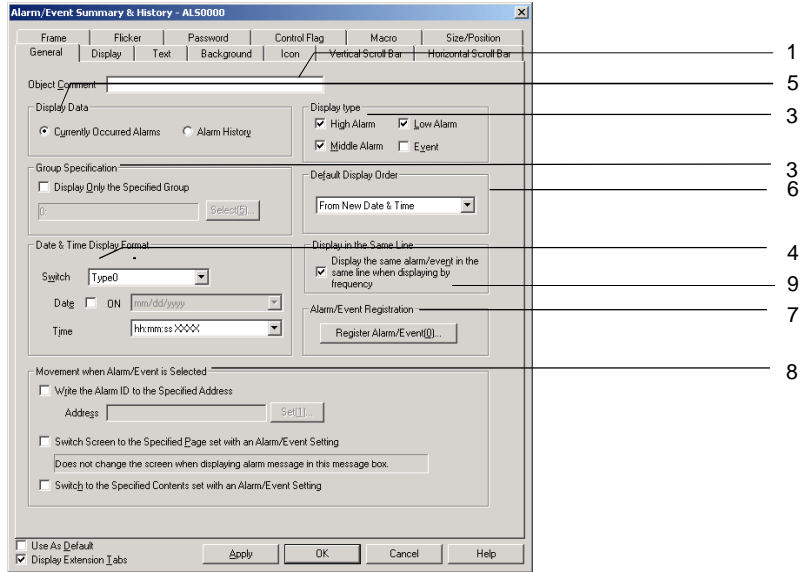 Alarm/Event Summary & History - ALS0000
Frame Flicker Password Control Flag Macro Size/Position
General Display Text Background Icon Vertical Scroll Bar Horizontal Scroll Bar
1
Object Comment
5
Display Data
Currently Occurred Alarms Alarm History
Display type
High Alarm Low Alarm
Middle Alarm Event
3
Group Specification
Display Only the Specified Group
0: Select[5]...
3
Default Display Order
From New Date & Time
6
Date & Time Display Format
Switch Type0
Date ON mm/dd/yyyy
Time hh:mm:ss XXXX
Display in the Same Line
Display the same alarm/event in the
same line when displaying by
frequency
4
9
Alarm/Event Registration
Register Alarm/Event[0]...
7
Movement when Alarm/Event is Selected
8
Write the Alarm ID to the Specified Address
Address Set[1]...
Switch Screen to the Specified Page set with an Alarm/Event Setting
Does not change the screen when displaying alarm message in this message box.
Switch to the Specified Contents set with an Alarm/Event Setting
Use As Default
Display Extension Tabs
Apply OK Cancel Help